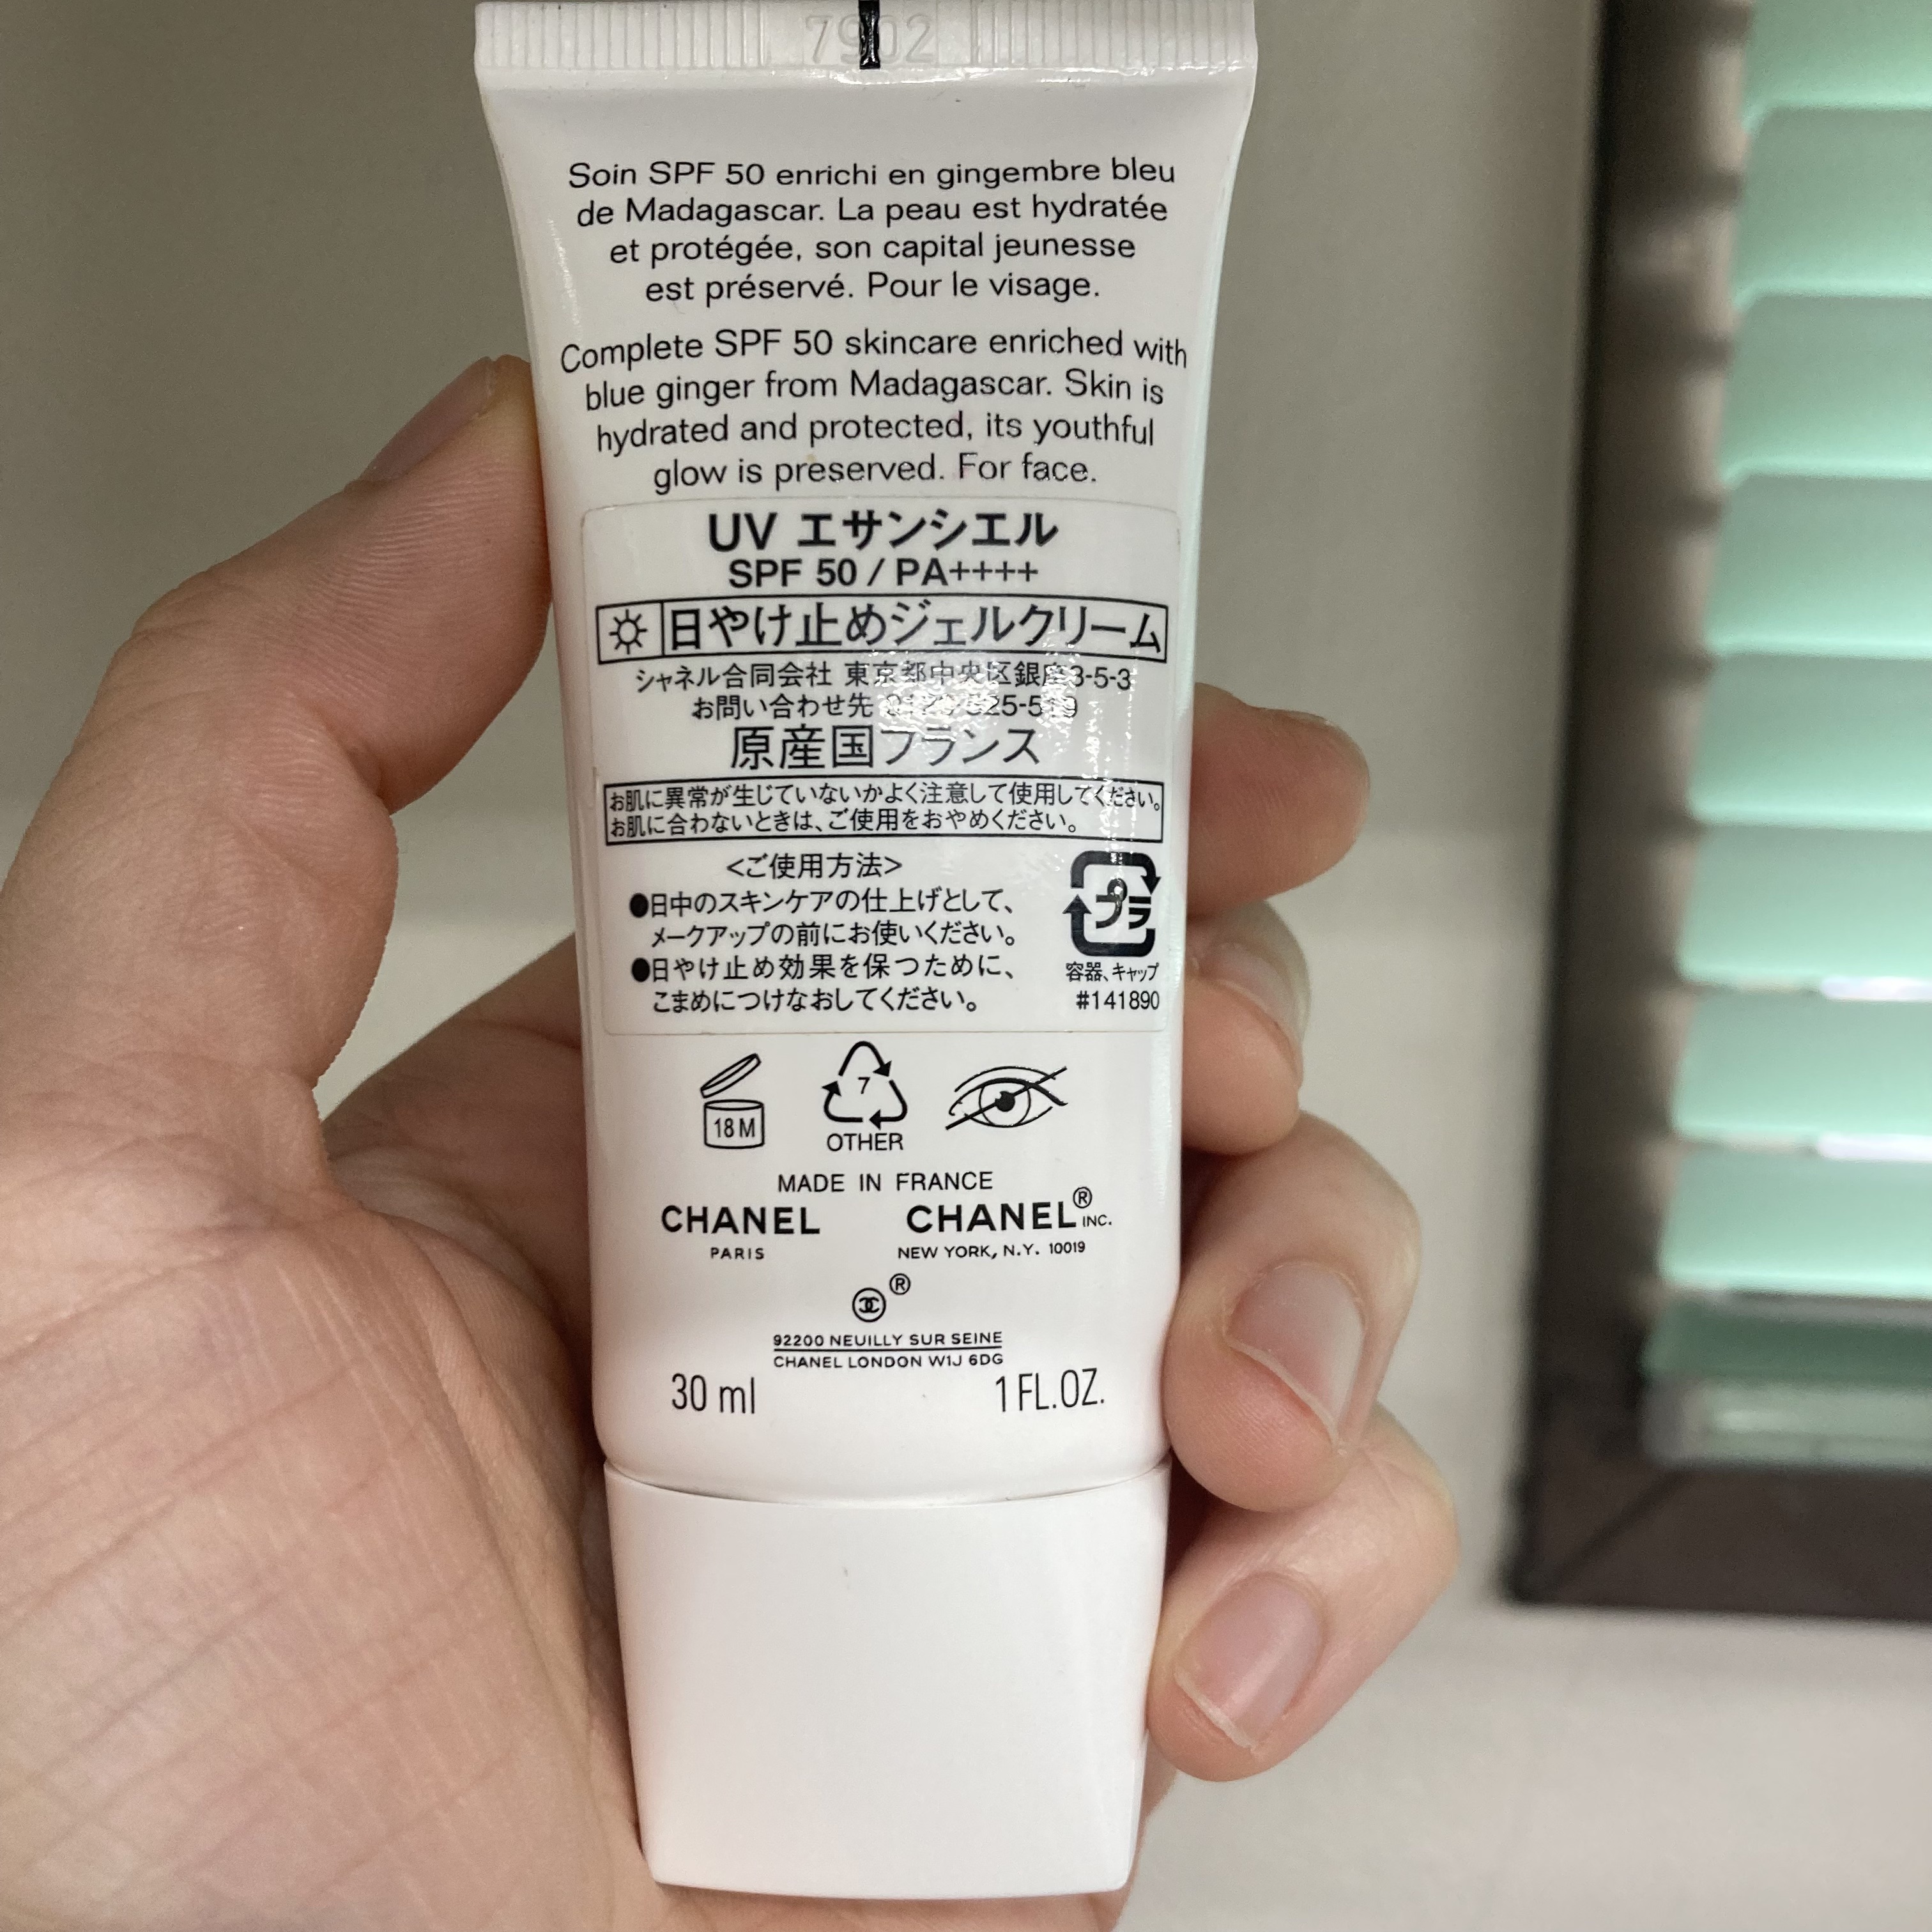 7902
Soin SPF 50 enrichi en gingembre bleu
de Madagascar. La peau est hydratée
et protégée, son capital jeunesse
est préservé. Pour le visage.
Complete SPF 50 skincare enriched with
blue ginger from Madagascar. Skin is
hydrated and protected, its youthful
glow is preserved. For face.
UV エサンシエル
SPF 50 / PA++++
日やけ止めジェルクリーム
シャネル合同会社 東京都中央区銀座3-5-3
お問い合わせ先 0120-525-519
原産国フランス
お肌に異常が生じていないかよく注意して使用してください。
お肌に合わないときは、ご使用をおやめください。
<ご使用方法>
●日中のスキンケアの仕上げとして、
メークアップの前にお使いください。
●日やけ止め効果を保つために、
こまめにつけなおしてください。
プラ
容器、キャップ
#141890
18 M
7
OTHER
MADE IN FRANCE
CHANEL
PARIS
CHANEL® INC.
NEW YORK, N.Y. 10019
®
92200 NEUILLY SUR SEINE
CHANEL LONDON W1J 6DG
30 ml
1 FL.OZ.